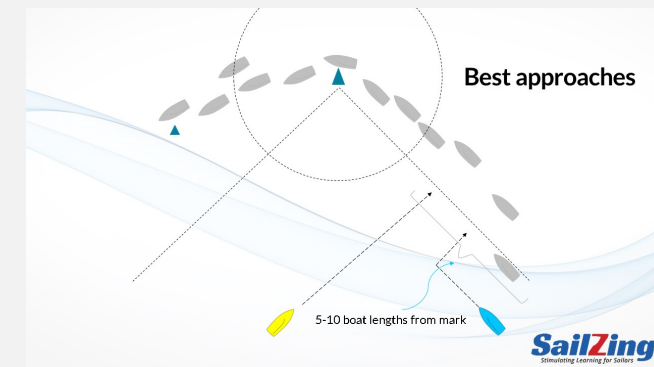 Best approaches
5-10 boat lengths from mark
SailZing
Stimulating Learning for Sailors